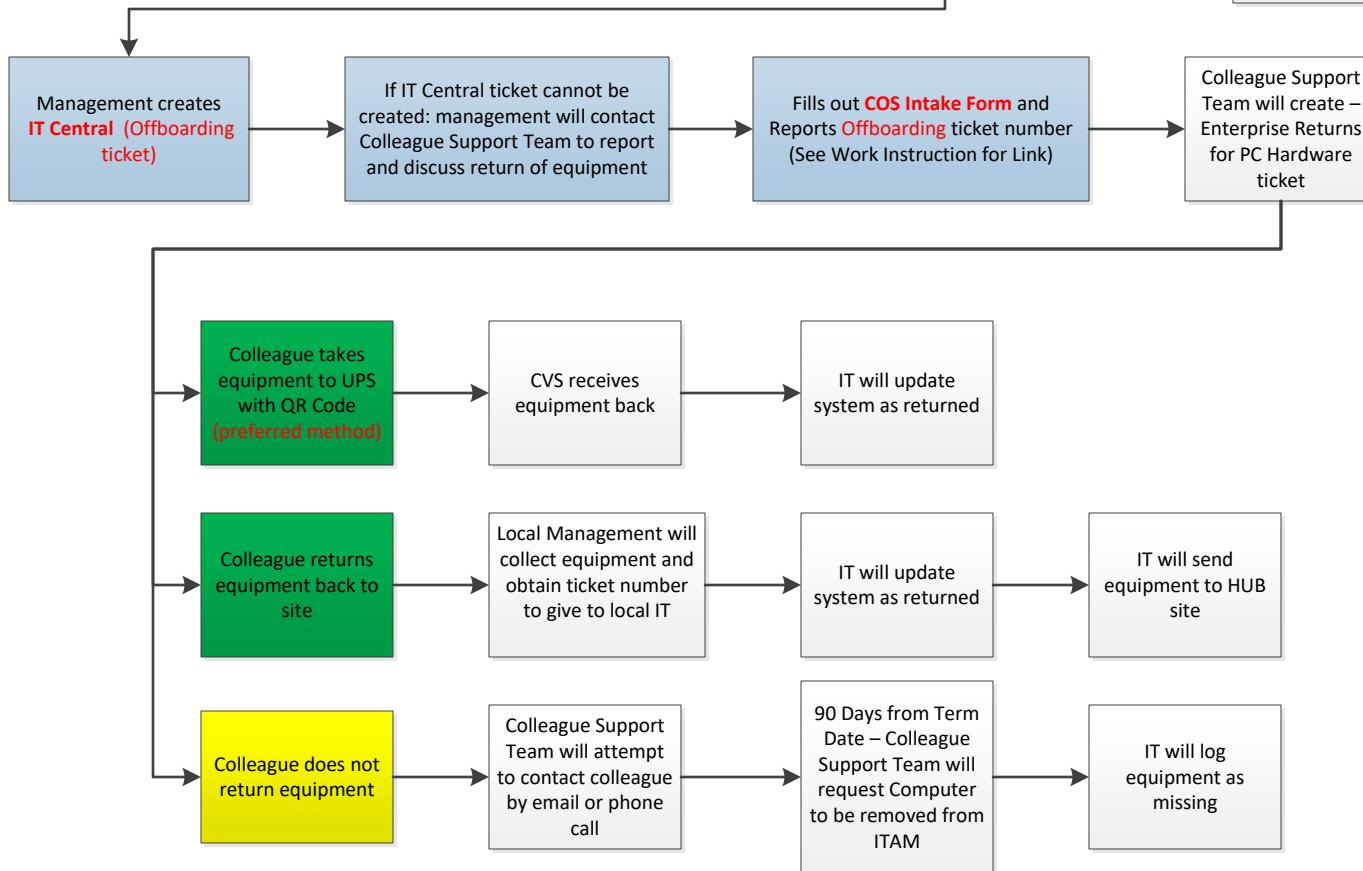 Management creates
IT Central (Offboarding
ticket)
If IT Central ticket cannot be
created: management will contact
Colleague Support Team to report
and discuss return of equipment
Fills out COS Intake Form and
Reports Offboarding ticket number
(See Work Instruction for Link)
Colleague Support
Team will create –
Enterprise Returns
for PC Hardware
ticket
Colleague takes
equipment to UPS
with QR Code
(preferred method)
CVS receives
equipment back
IT will update
system as returned
Colleague returns
equipment back to
site
Local Management will
collect equipment and
obtain ticket number
to give to local IT
IT will update
system as returned
IT will send
equipment to HUB
site
Colleague does not
return equipment
Colleague Support
Team will attempt
to contact colleague
by email or phone
call
90 Days from Term
Date – Colleague
Support Team will
request Computer
to be removed from
ITAM
IT will log
equipment as
missing